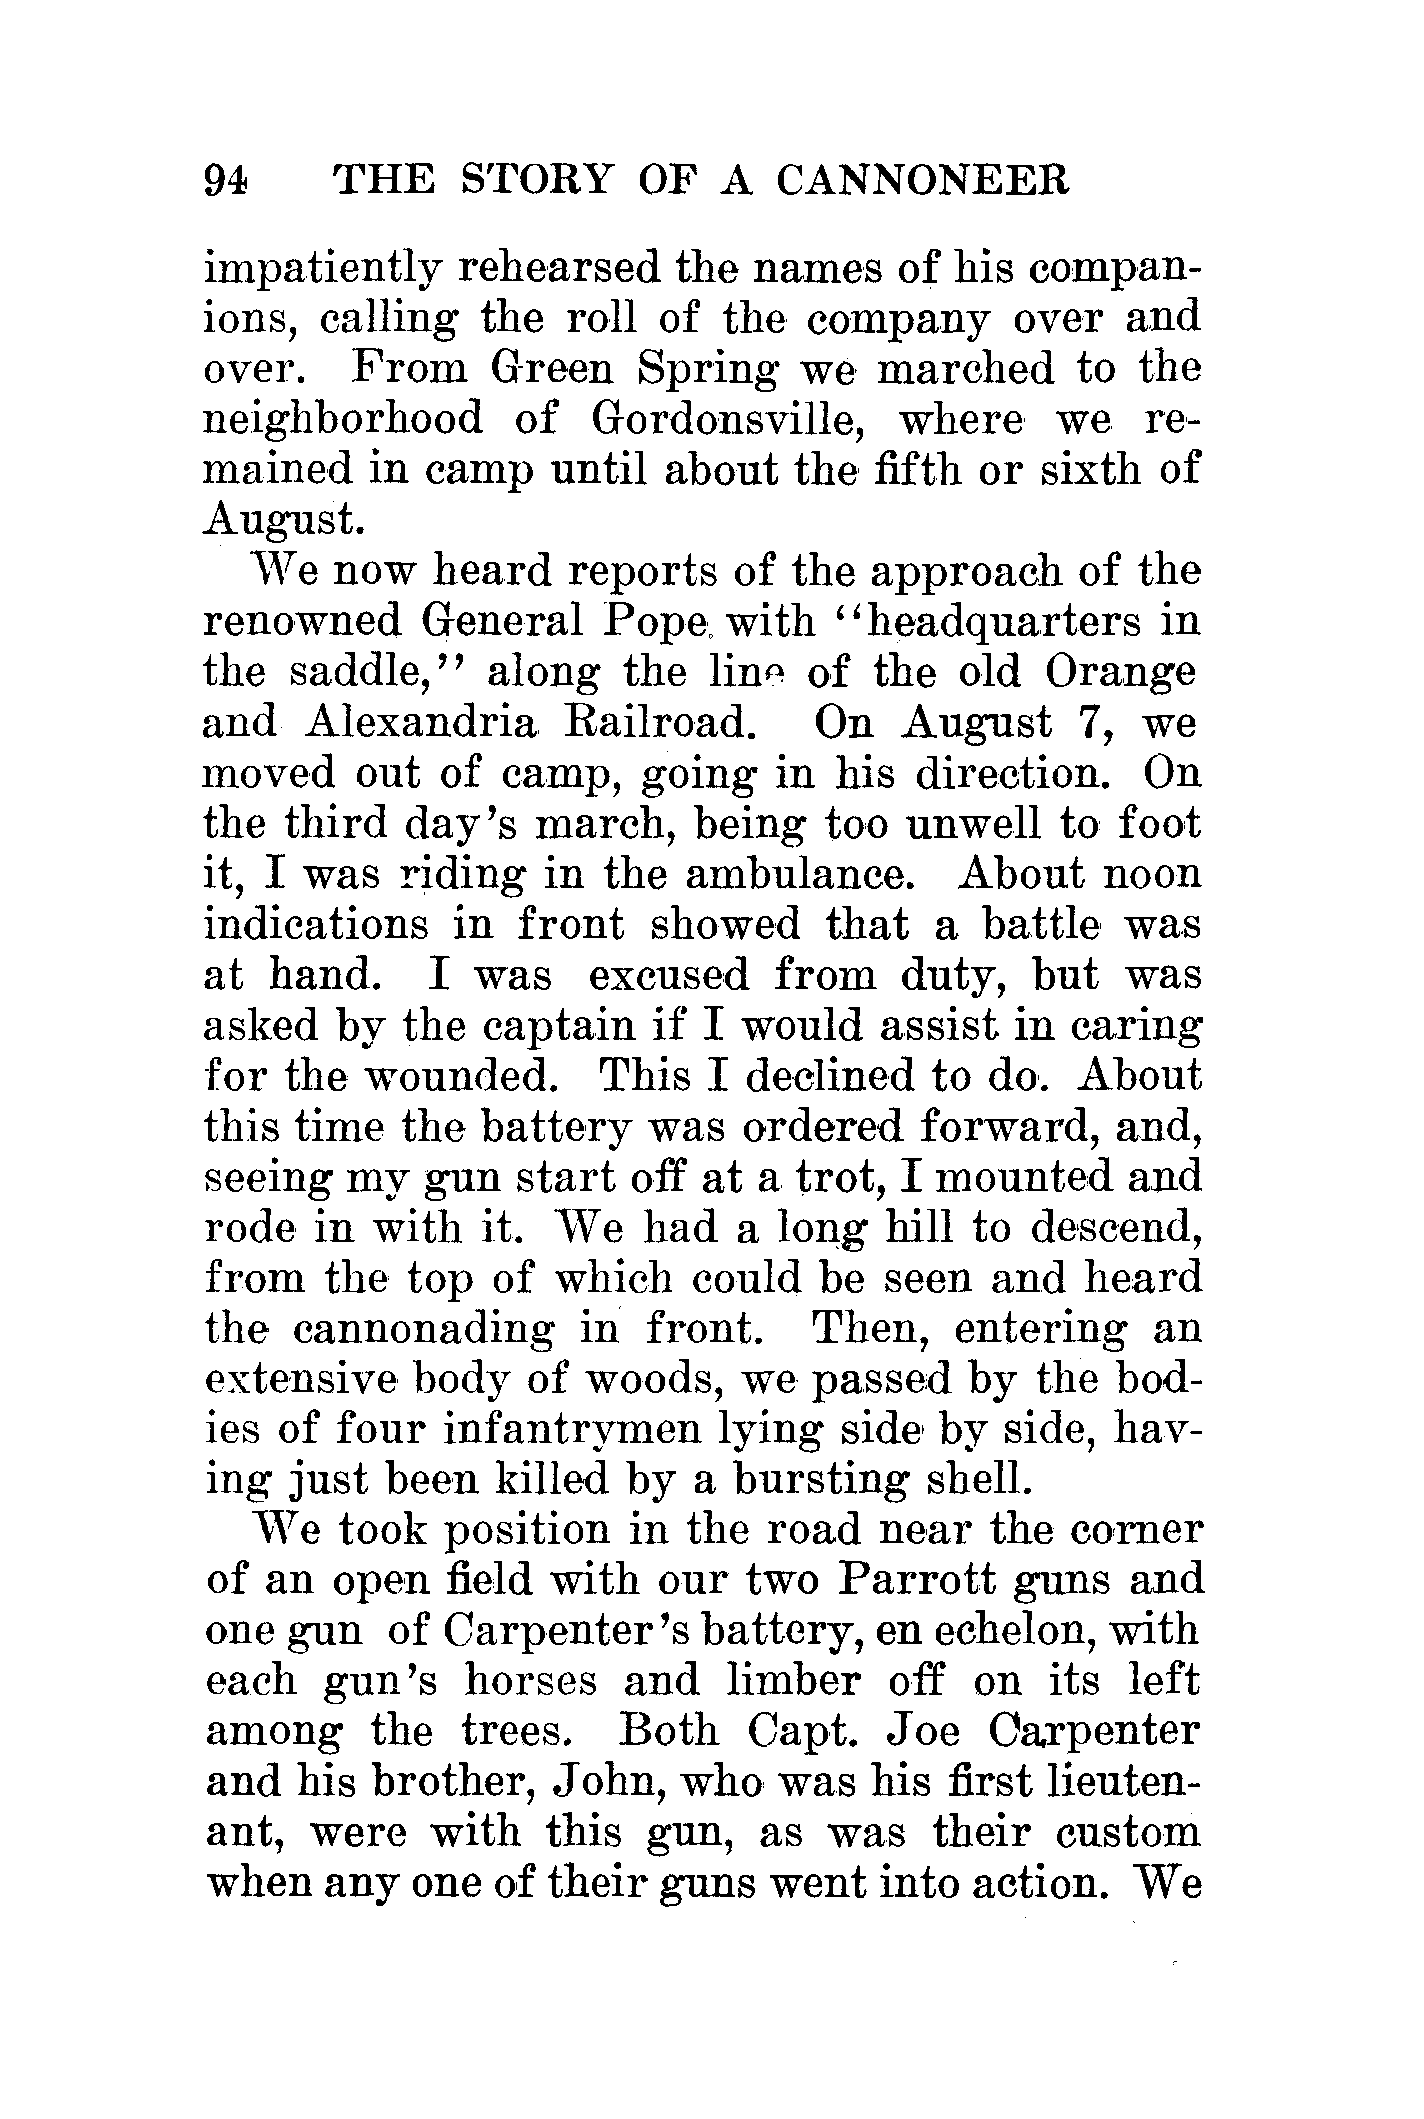 94 THE STORY OF A CANNONEER
impatiently rehearsed the names of his compan-
ions, calling the roll of the company over and
over. From Green Spring we marched to the
neighborhood of Gordonsville, where we re-
mained in camp until about the fifth or sixth of
August.
We now heard reports of the approach of the
renowned General Pope with "headquarters in
the saddle," along the line of the old Orange
and Alexandria Railroad. On August 7, we
moved out of camp, going in his direction. On
the third day's march, being too unwell to foot
it, I was riding in the ambulance. About noon
indications in front showed that a battle was
at hand. I was excused from duty, but was
asked by the captain if I would assist in caring
for the wounded. This I declined to do. About
this time the battery was ordered forward, and,
seeing my gun start off at a trot, I mounted and
rode in with it. We had a long hill to descend,
from the top of which could be seen and heard
the cannonading in front. Then, entering an
extensive body of woods, we passed by the bod-
ies of four infantrymen lying side by side, hav-
ing just been killed by a bursting shell.
We took position in the road near the corner
of an open field with our two Parrott guns and
one gun of Carpenter's battery, en echelon, with
each gun's horses and limber off on its left
among the trees. Both Capt. Joe Carpenter
and his brother, John, who was his first lieuten-
ant, were with this gun, as was their custom
when any one of their guns went into action. We